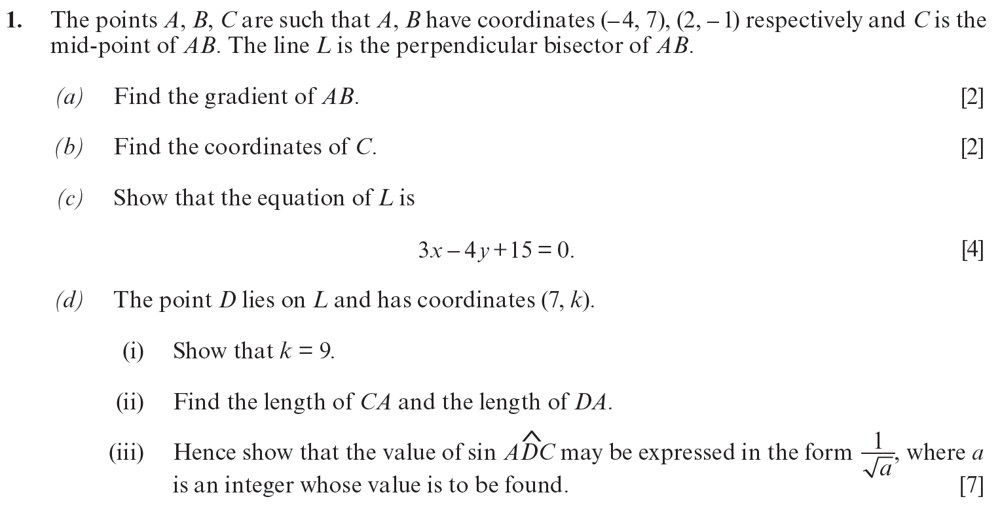 1. The points A, B, C are such that A, B have coordinates (–4, 7), (2, – 1) respectively and C is the
mid-point of AB. The line L is the perpendicular bisector of AB.
(a) Find the gradient of AB. [2]
(b) Find the coordinates of C. [2]
(c) Show that the equation of L is
3x – 4y + 15 = 0. [4]
(d) The point D lies on L and has coordinates (7, k).
(i) Show that k = 9.
(ii) Find the length of CA and the length of DA.
(iii) Hence show that the value of sin AD̂C may be expressed in the form 1/√a, where a
is an integer whose value is to be found. [7]